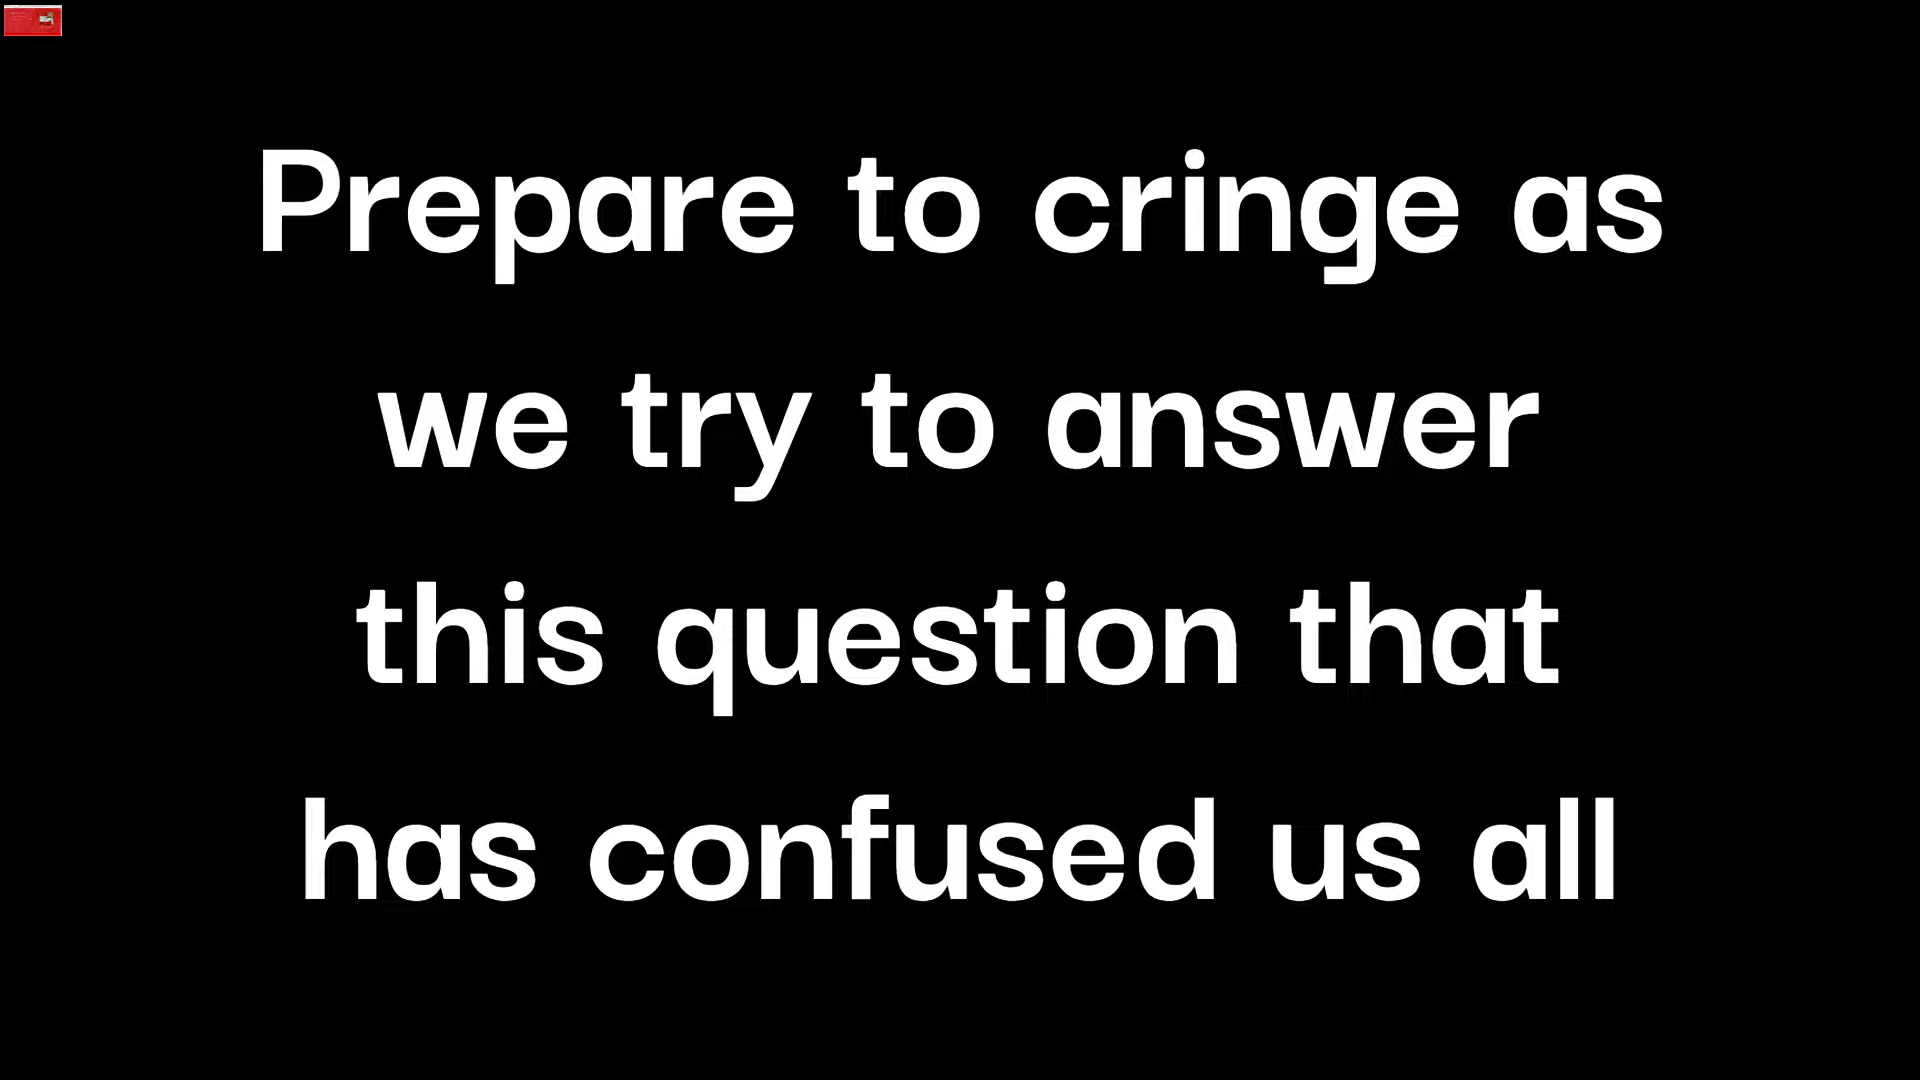 Prepare to cringe as
we try to answer
this question that
has confused us all